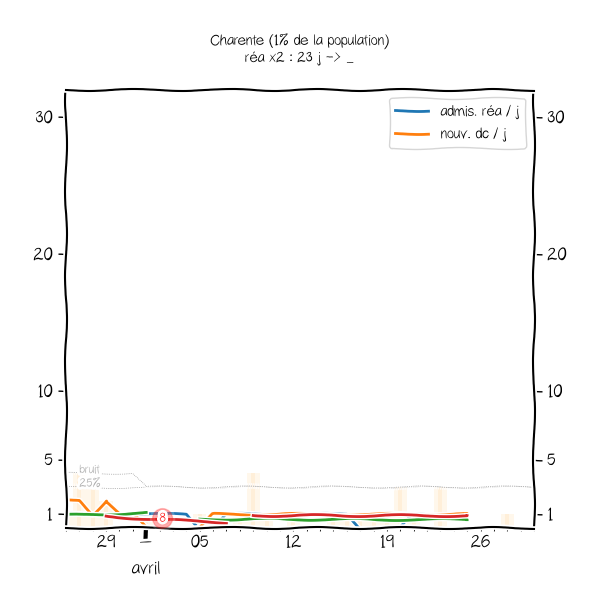 Charente (1% de la population)
réa x2 : 23 j -> _
admis. réa / j
nouv. dc / j
30
30
20
20
10
10
5
5
bruit
25%
1
8
1
29
05
12
19
26
avril